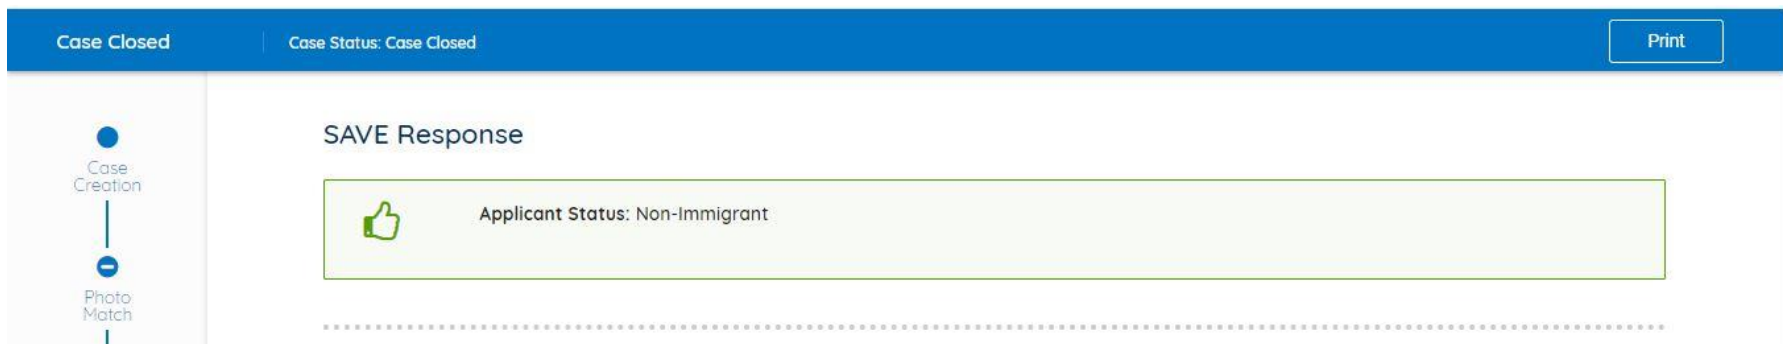 Case Closed
Case Status: Case Closed
Print
SAVE Response
Case
Creation
Applicant Status: Non-Immigrant
Photo
Match